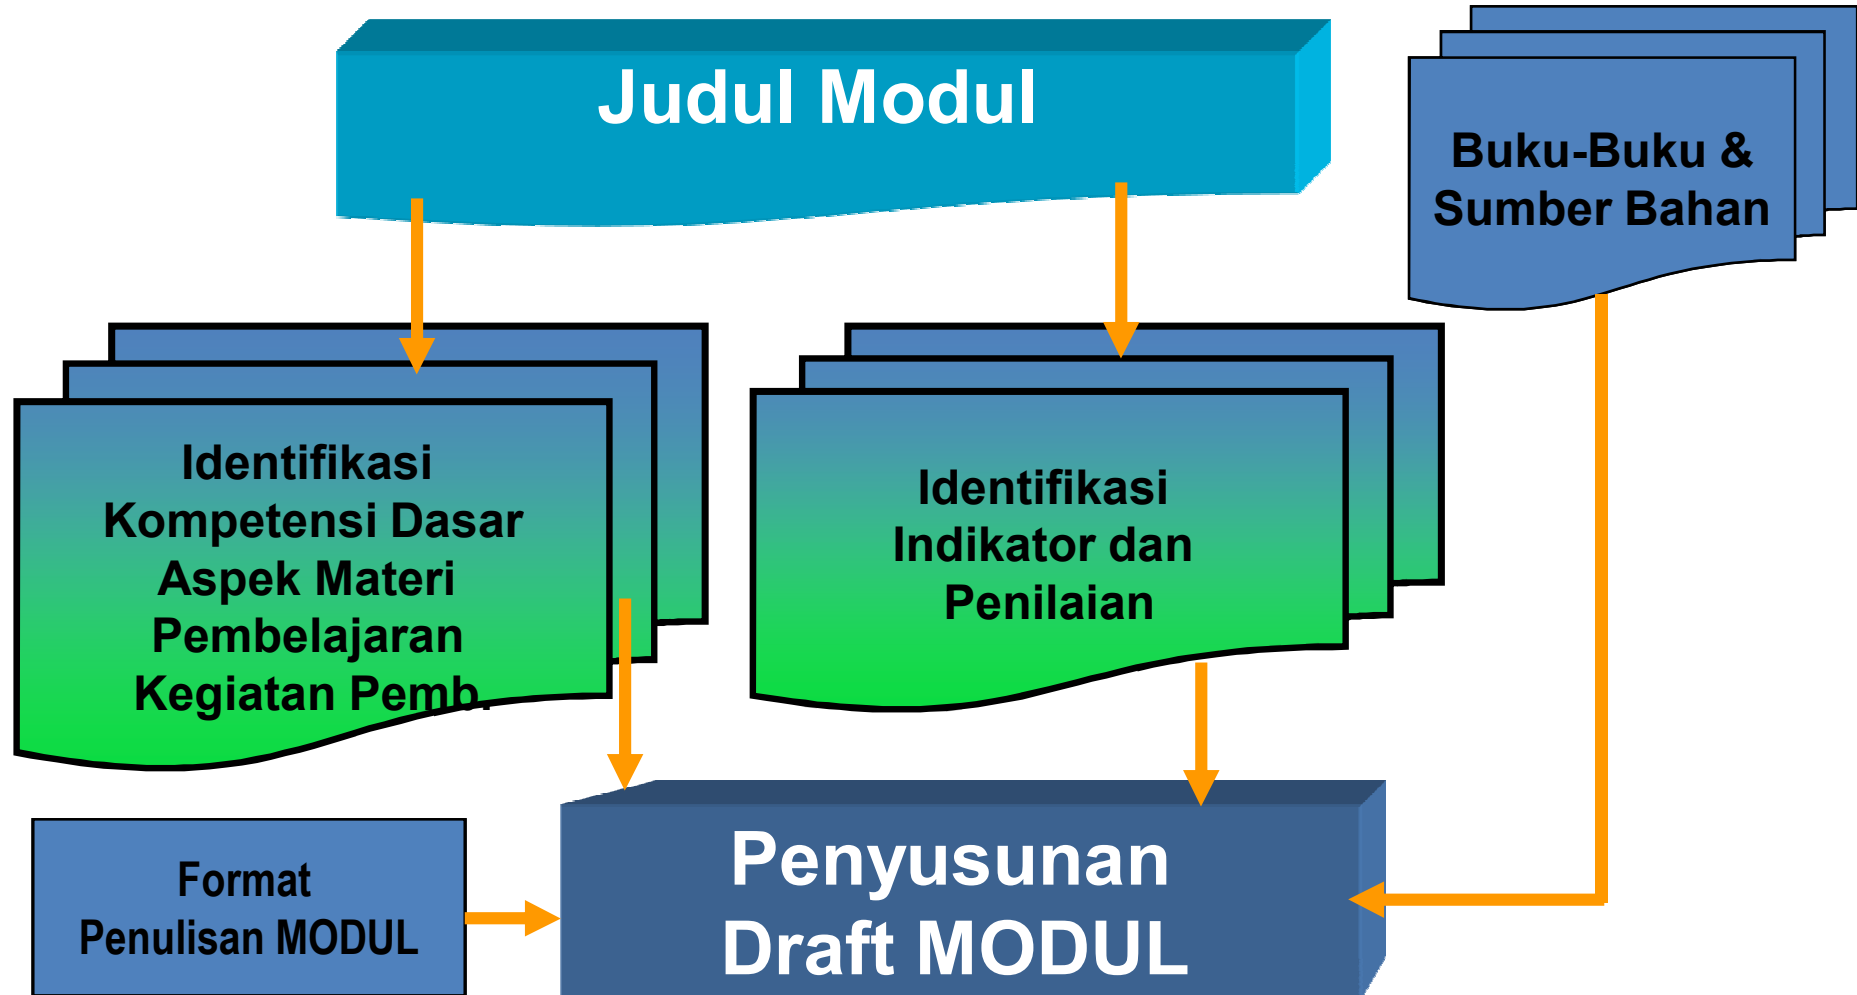 Judul Modul
Buku-Buku &
Sumber Bahan
Identifikasi
Kompetensi Dasar
Aspek Materi
Pembelajaran
Kegiatan Pemb.
Identifikasi
Indikator dan
Penilaian
Format
Penulisan MODUL
Penyusunan
Draft MODUL